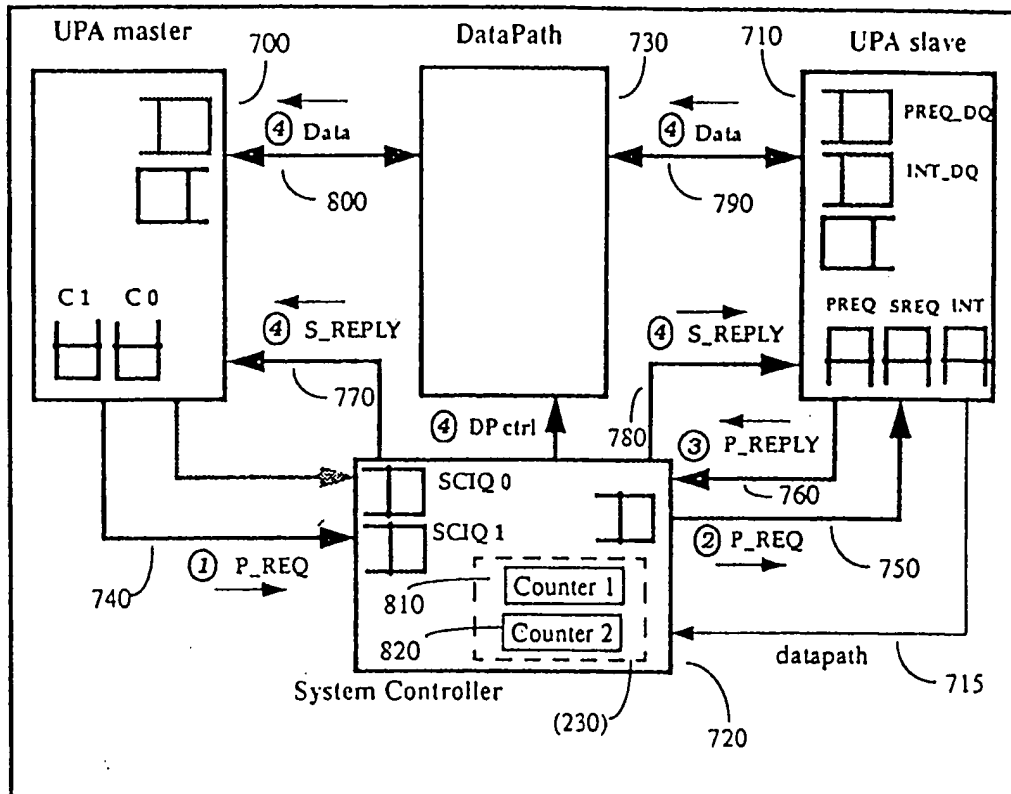 UPA master
700
DataPath
730
710
UPA slave
PREQ_DQ
INT_DQ
④ Data
④ Data
800
790
C 1 C 0
PREQ SREQ INT
④ S_REPLY
④ S_REPLY
770
④ DP ctrl
780
③ P_REPLY
760
SCIQ 0
SCIQ 1
① P_REQ
② P_REQ
740
750
810
Counter 1
820
Counter 2
datapath
715
System Controller
(230)
720